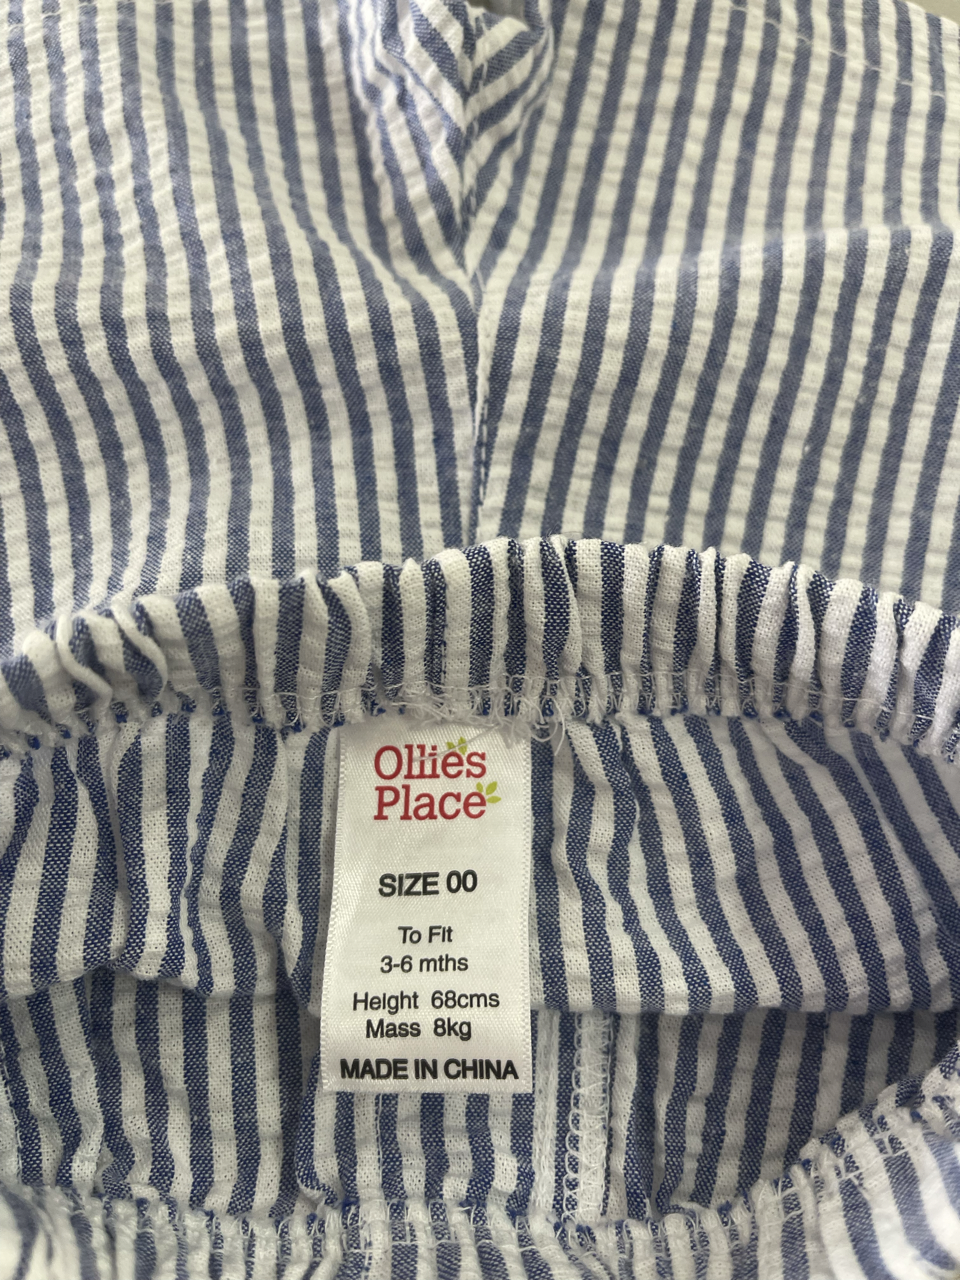 Ollie's
Place
SIZE 00
To Fit
3-6 mths
Height 68cms
Mass 8kg
MADE IN CHINA